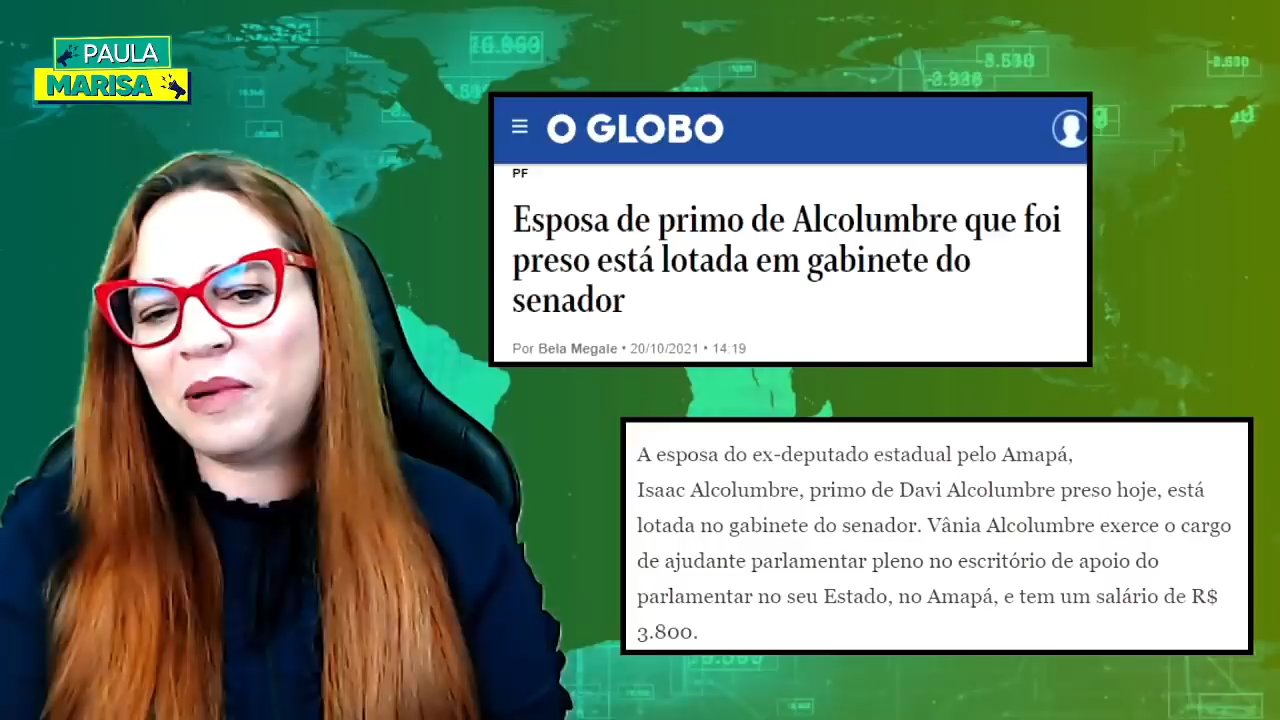 PAULA
MARISA
O GLOBO
PF
Esposa de primo de Alcolumbre que foi
preso está lotada em gabinete do
senador
Por Bela Megale • 20/10/2021 • 14:19
A esposa do ex-deputado estadual pelo Amapá,
Isaac Alcolumbre, primo de Davi Alcolumbre preso hoje, está
lotada no gabinete do senador. Vânia Alcolumbre exerce o cargo
de ajudante parlamentar pleno no escritório de apoio do
parlamentar no seu Estado, no Amapá, e tem um salário de R$
3.800.